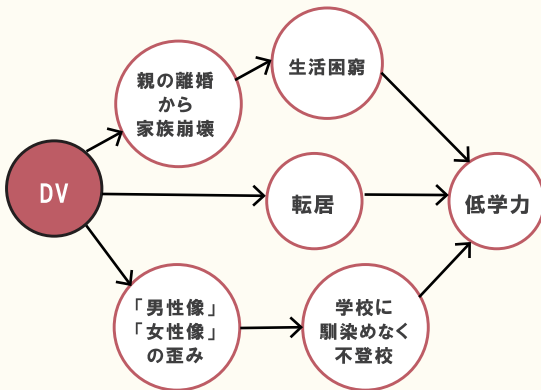 親の離婚
から
家族崩壊
生活困窮
DV
転居
低学力
「男性像」
「女性像」
の歪み
学校に
馴染めなく
不登校